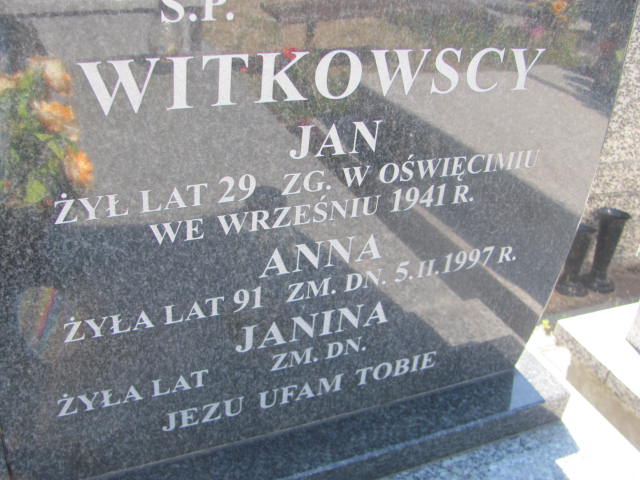 Ś.P.
WITKOWSCY
JAN
ŻYŁ LAT 29 ZG. W OŚWIĘCIMIU
WE WRZEŚNIU 1941 R.
ANNA
ŻYŁA LAT 91 ZM. DN. 5.II.1997 R.
JANINA
ŻYŁA LAT ZM. DN.
JEZU UFAM TOBIE